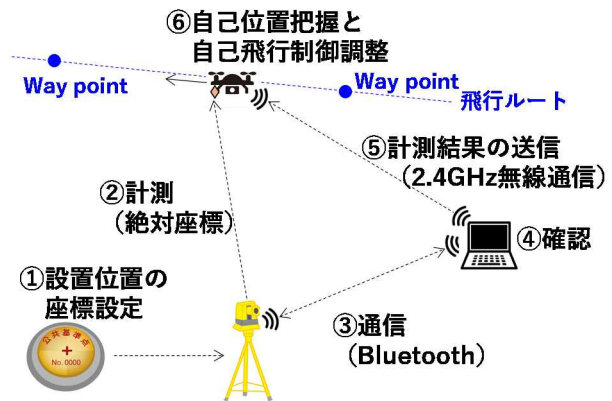 ⑥自己位置把握と
自己飛行制御調整
Way point
Way point
飛行ルート
⑤計測結果の送信
（2.4GHz無線通信）
②計測
（絶対座標）
④確認
①設置位置の
座標設定
③通信
（Bluetooth）
公共基準点
No.0000